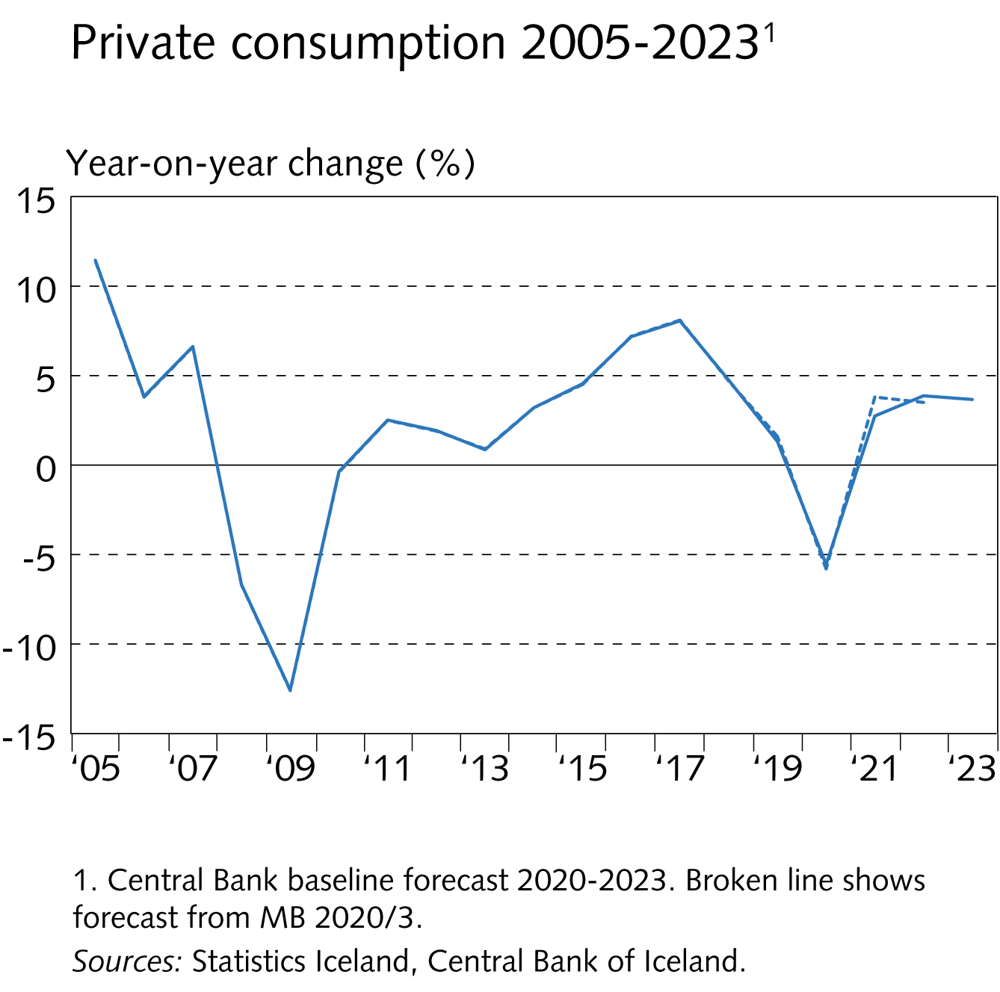 Private consumption 2005-2023¹
Year-on-year change (%)
15
10
5
0
-5
-10
-15
‘05 ‘07 ‘09 ‘11 ‘13 ‘15 ‘17 ‘19 ‘21 ‘23
1. Central Bank baseline forecast 2020-2023. Broken line shows
forecast from MB 2020/3.
Sources: Statistics Iceland, Central Bank of Iceland.